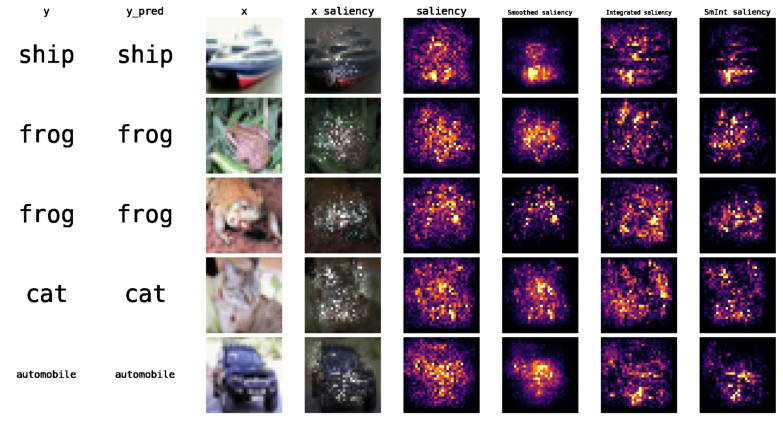 y y_pred x x saliency saliency Smoothed saliency Integrated saliency SmInt saliency
ship ship
frog frog
frog frog
cat cat
automobile automobile